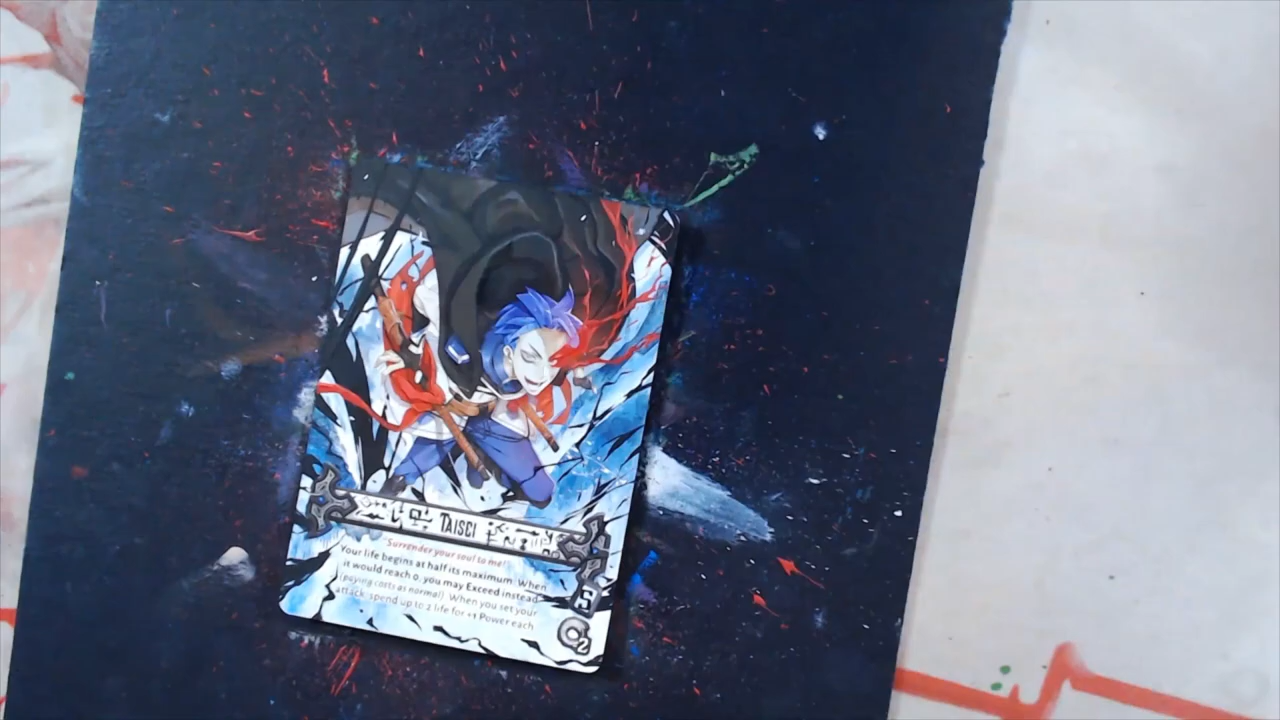 TAISCI
"Surrender your soul to me!"
Your life begins at half its maximum. When
it would reach 0, you may Exceed instead
(paying costs as normal). When you set your
attack, spend up to 2 life for +1 Power each
2